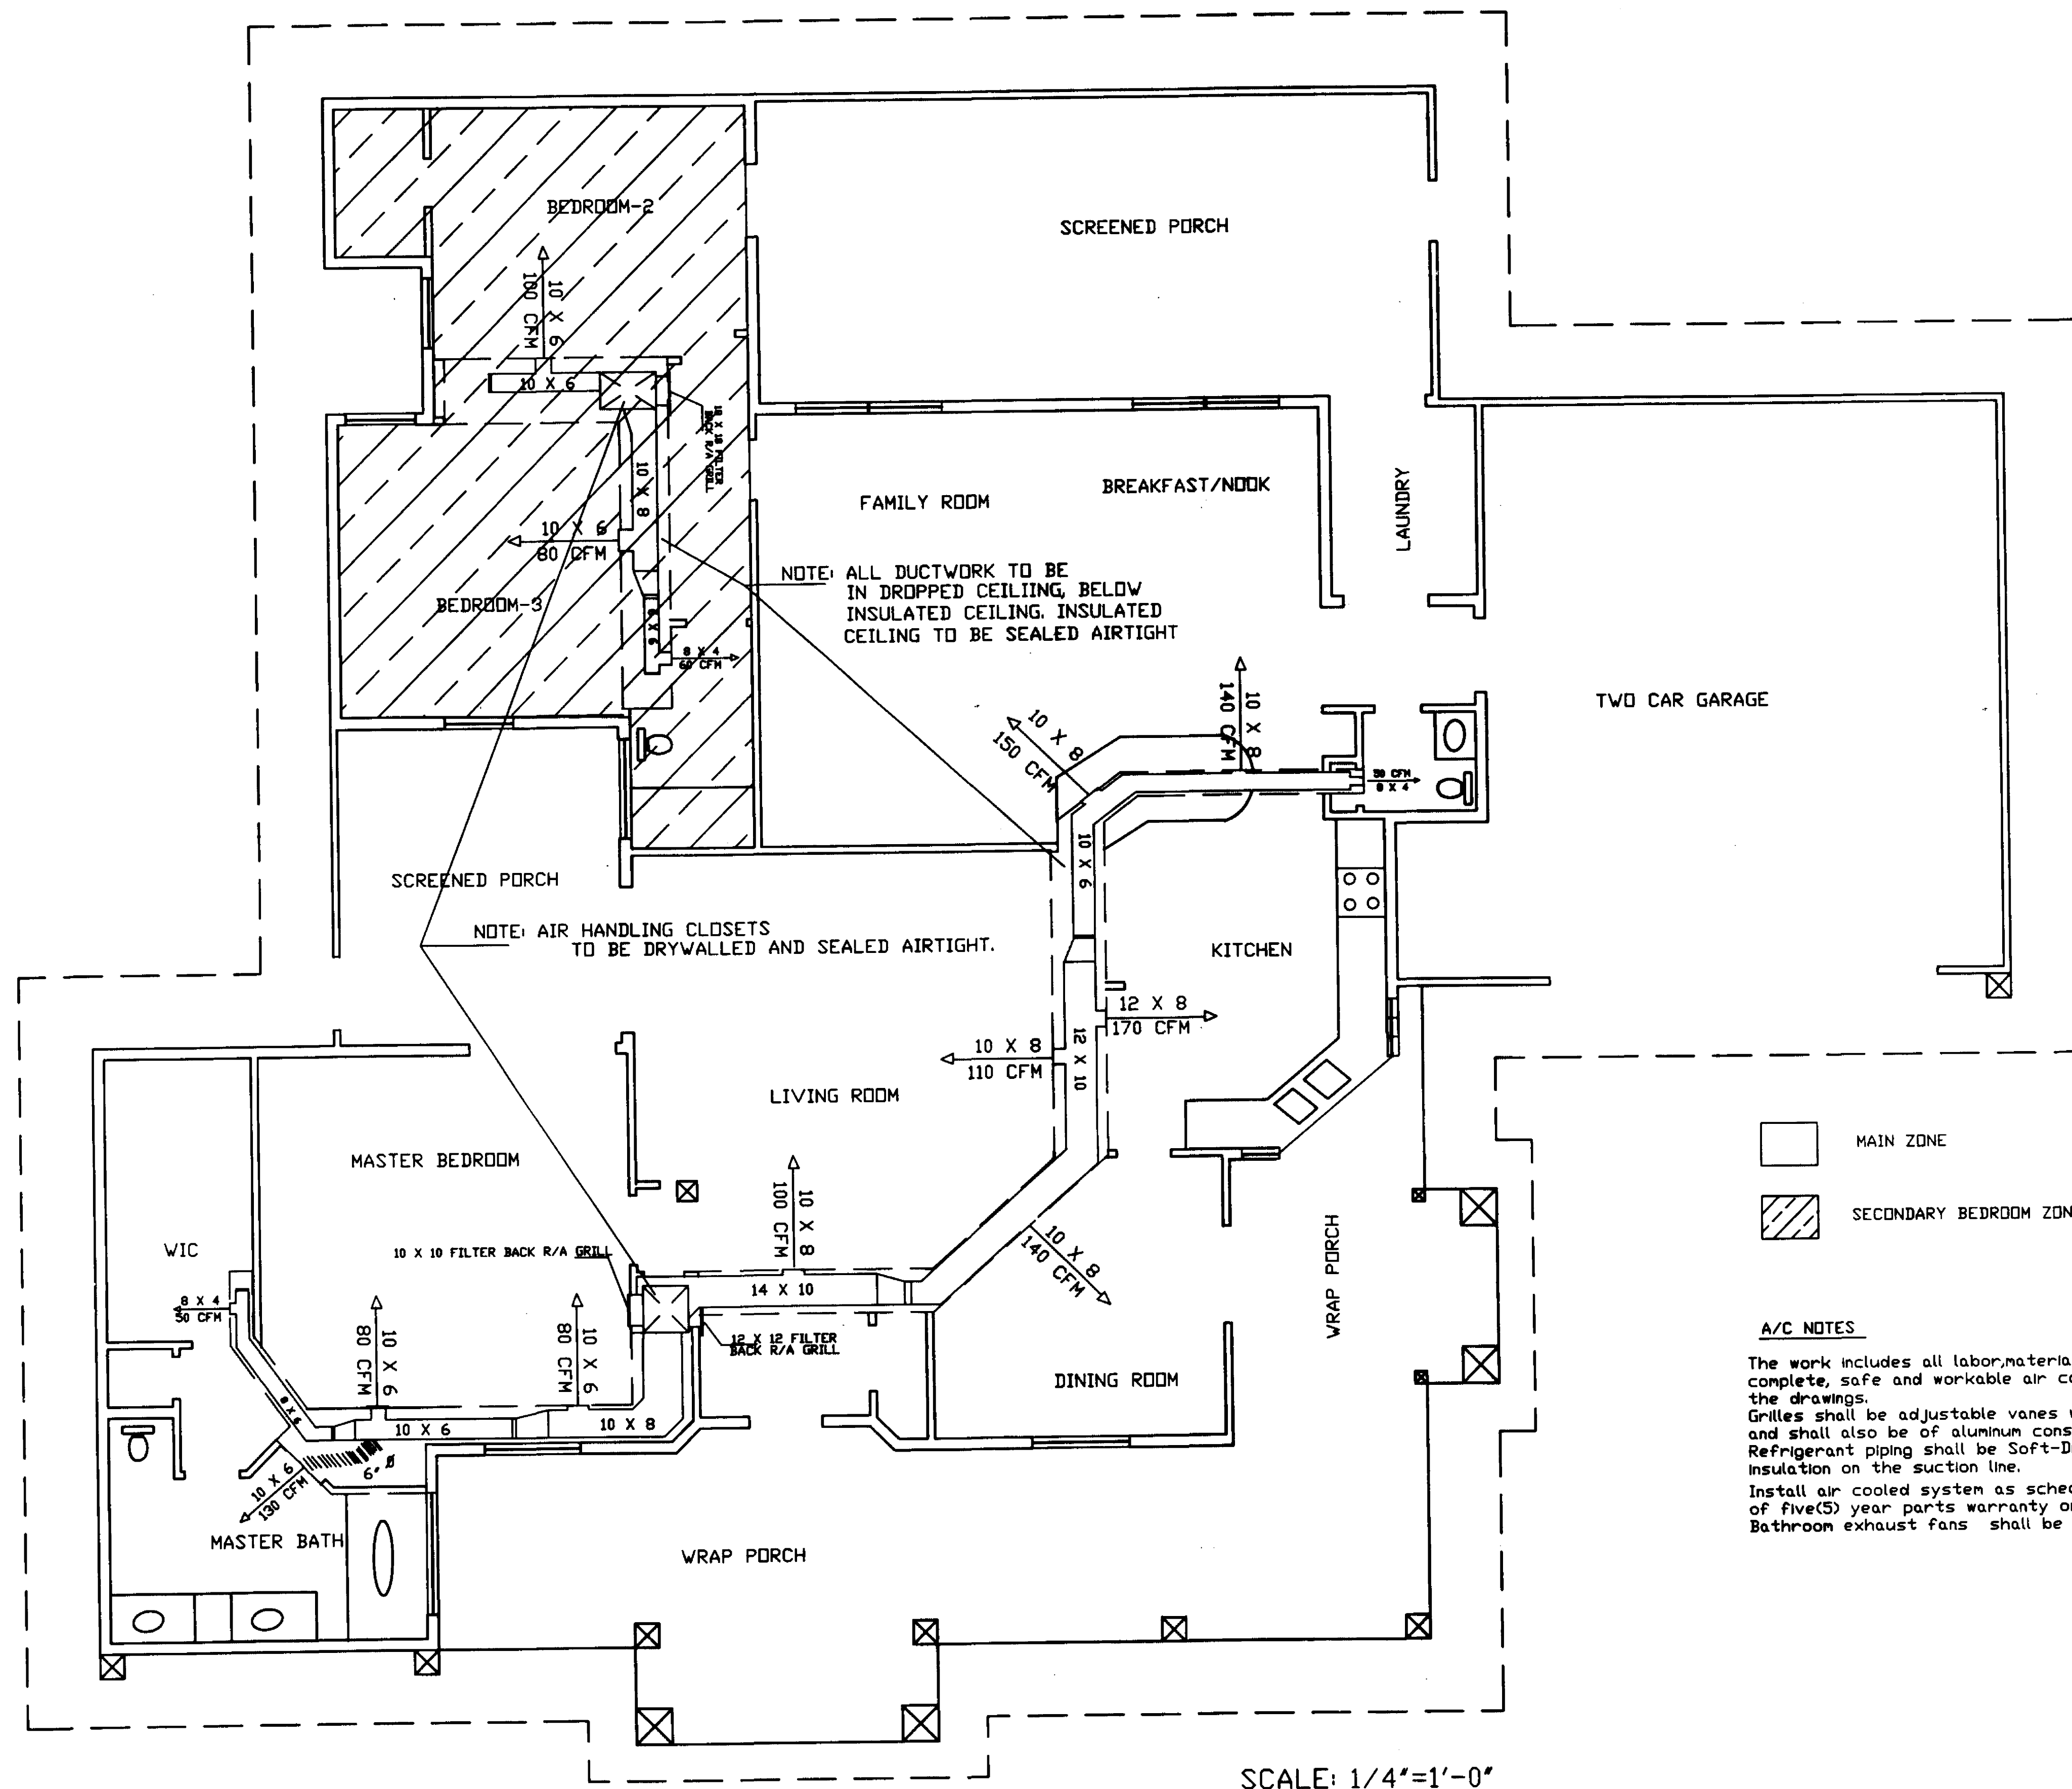 BEDROOM-2
SCREENED PORCH
10 X 6
100 CFM
10 X 6
18 X 18 FILTER
BACK R/A GRILL
10 X 8
FAMILY ROOM
BREAKFAST/NOOK
LAUNDRY
10 X 6
80 CFM
NOTE: ALL DUCTWORK TO BE
IN DROPPED CEILIING, BELOW
INSULATED CEILING. INSULATED
CEILING TO BE SEALED AIRTIGHT
BEDROOM-3
8 X 6
8 X 4
60 CFM
TWO CAR GARAGE
10 X 8
140 CFM
10 X 8
150 CFM
50 CFM
8 X 4
10 X 6
SCREENED PORCH
NOTE: AIR HANDLING CLOSETS
TO BE DRYWALLED AND SEALED AIRTIGHT.
KITCHEN
12 X 8
170 CFM
10 X 8
110 CFM
12 X 10
LIVING ROOM
MAIN ZONE
MASTER BEDROOM
10 X 8
100 CFM
SECONDARY BEDROOM ZON
WIC
10 X 10 FILTER BACK R/A GRILL
10 X 8
140 CFM
WRAP PORCH
14 X 10
8 X 4
50 CFM
10 X 6
80 CFM
10 X 6
80 CFM
12 X 12 FILTER
BACK R/A GRILL
DINING ROOM
A/C NOTES
The work includes all labor,materia
complete, safe and workable air co
the drawings.
Grilles shall be adjustable vanes w
and shall also be of aluminum cons
Refrigerant piping shall be Soft-D
insulation on the suction line.
Install air cooled system as sched
of five(5) year parts warranty on
Bathroom exhaust fans shall be
8 X 6
10 X 6
10 X 8
6" Ø
10 X 6
130 CFM
MASTER BATH
WRAP PORCH
SCALE: 1/4"=1'-0"